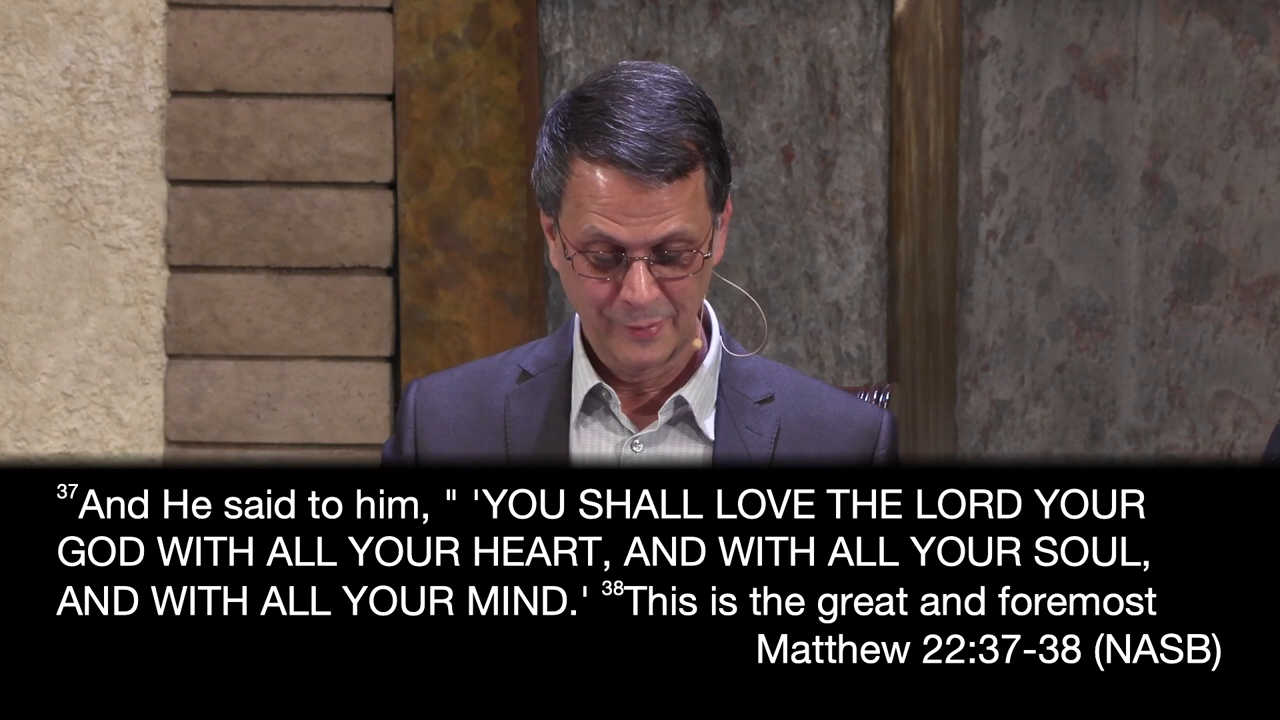 37And He said to him, " 'YOU SHALL LOVE THE LORD YOUR
GOD WITH ALL YOUR HEART, AND WITH ALL YOUR SOUL,
AND WITH ALL YOUR MIND.' 38This is the great and foremost
Matthew 22:37-38 (NASB)